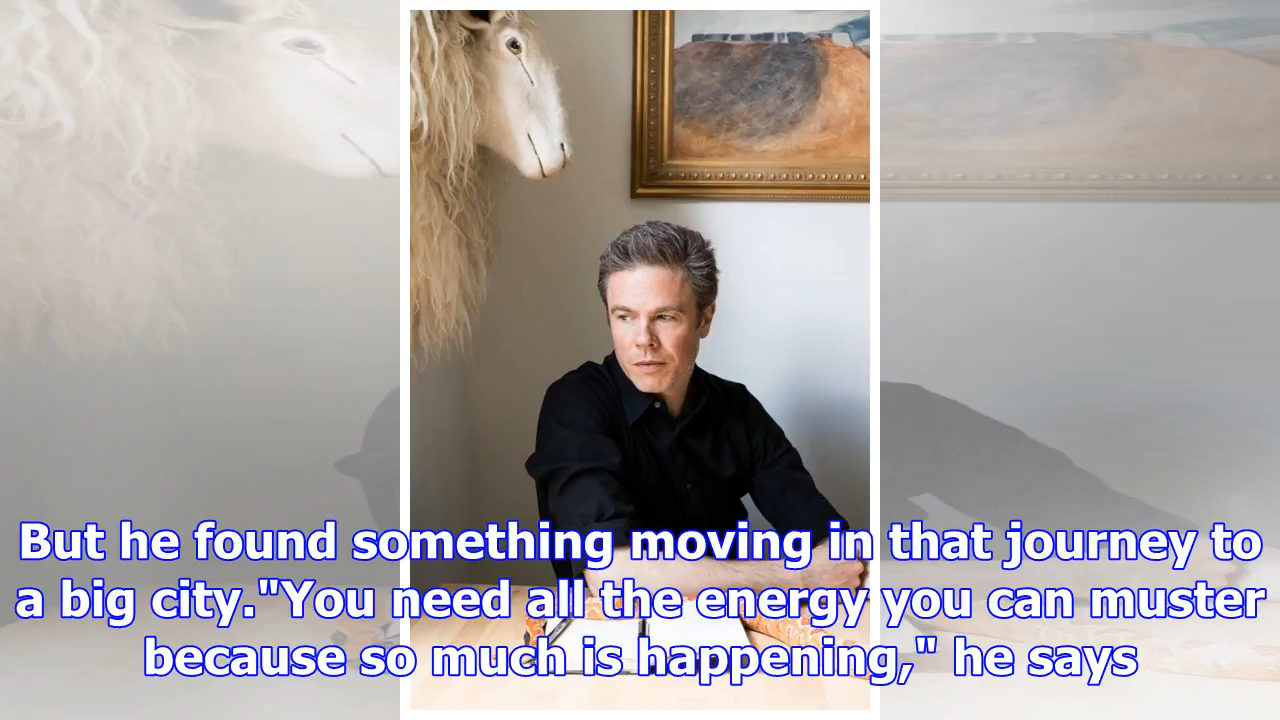 But he found something moving in that journey to
a big city."You need all the energy you can muster
because so much is happening," he says